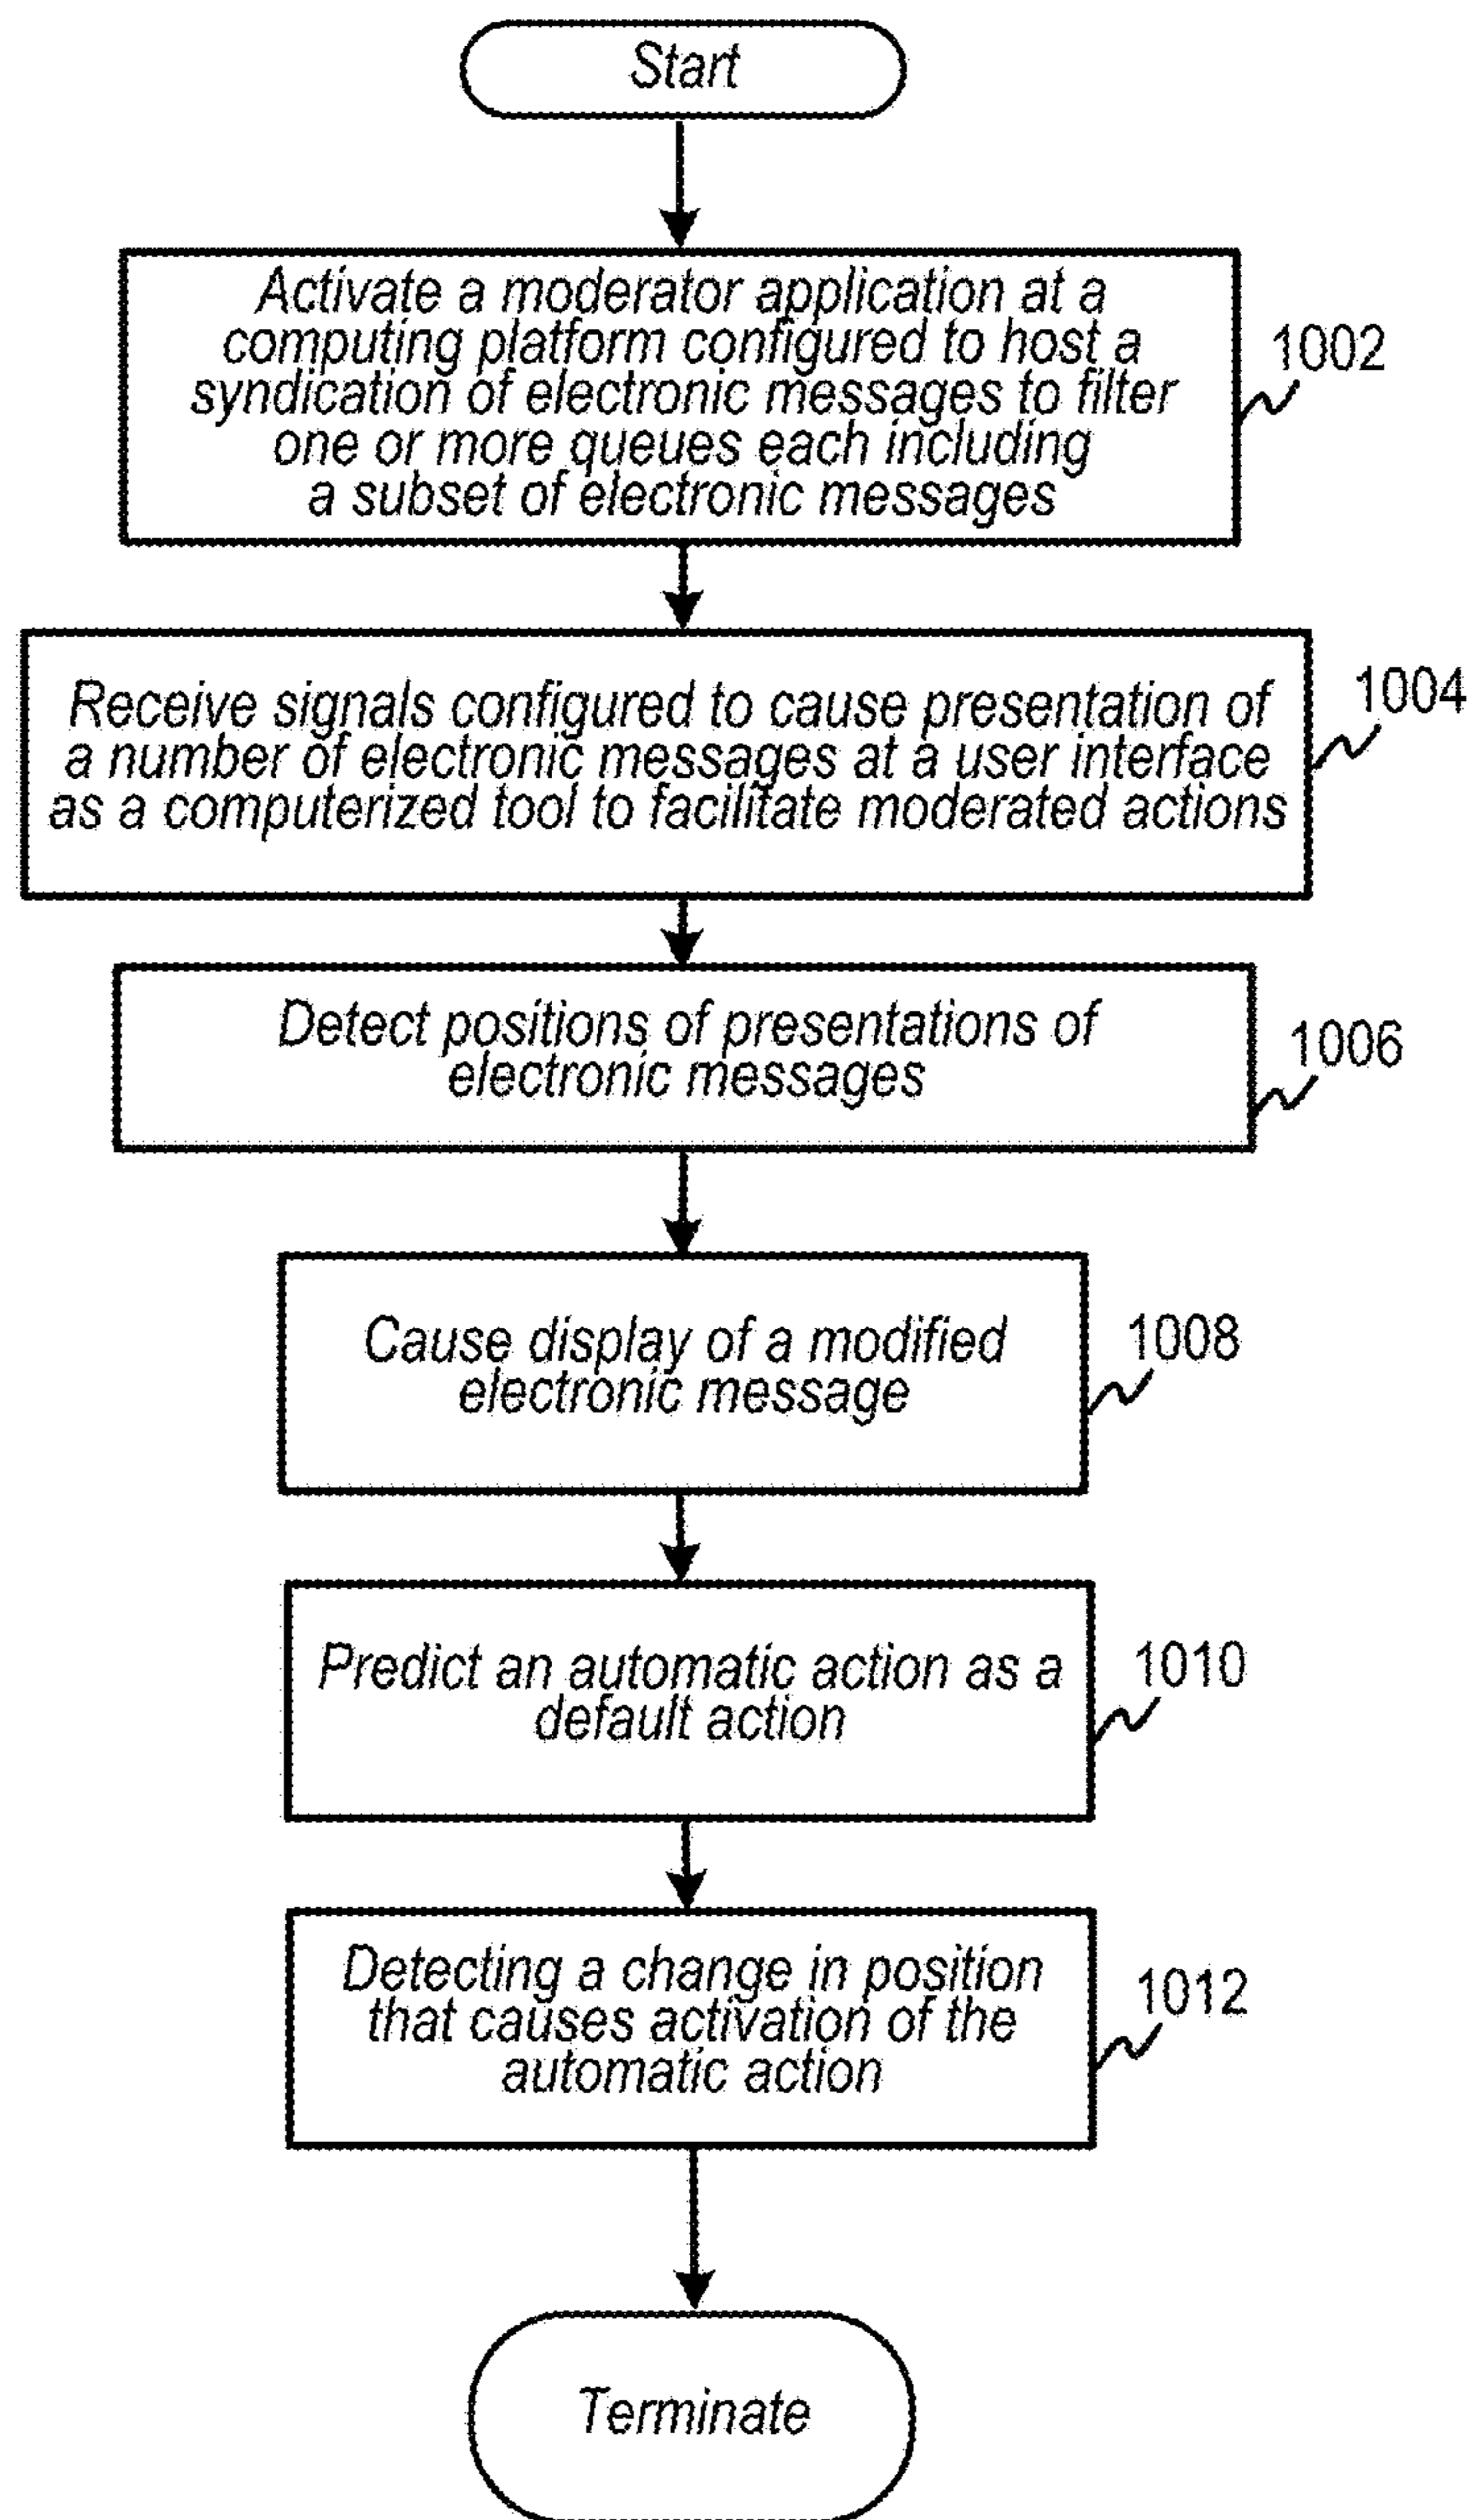 Start
Activate a moderator application at a
computing platform configured to host a
syndication of electronic messages to filter
one or more queues each including
a subset of electronic messages
1002
Receive signals configured to cause presentation of
a number of electronic messages at a user interface
as a computerized tool to facilitate moderated actions
1004
Detect positions of presentations of
electronic messages
1006
Cause display of a modified
electronic message
1008
Predict an automatic action as a
default action
1010
Detecting a change in position
that causes activation of the
automatic action
1012
Terminate